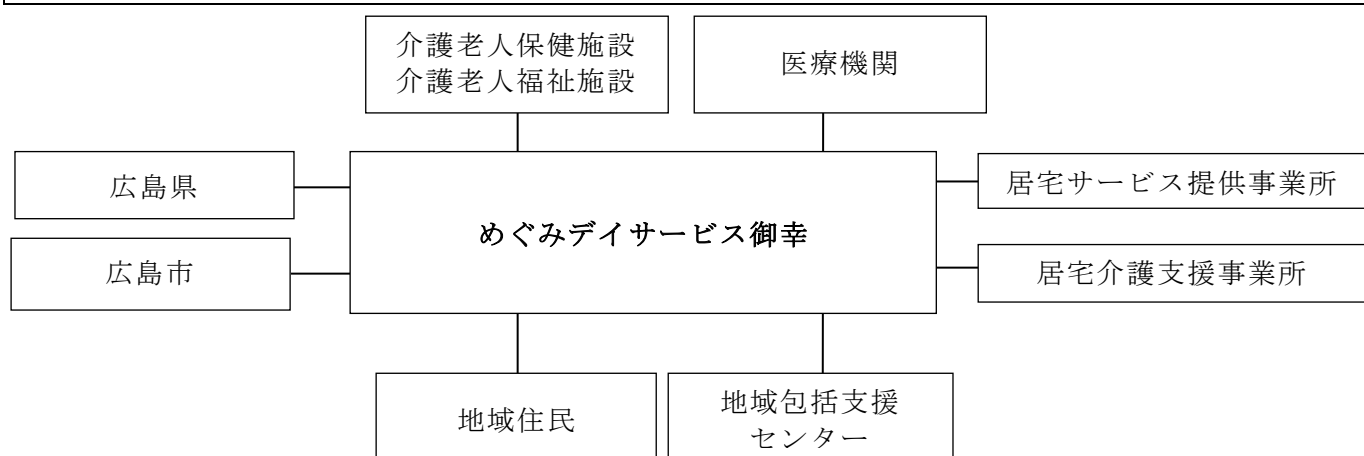 介護老人保健施設
介護老人福祉施設
医療機関
広島県
居宅サービス提供事業所
めぐみデイサービス御幸
広島市
居宅介護支援事業所
地域住民
地域包括支援
センター